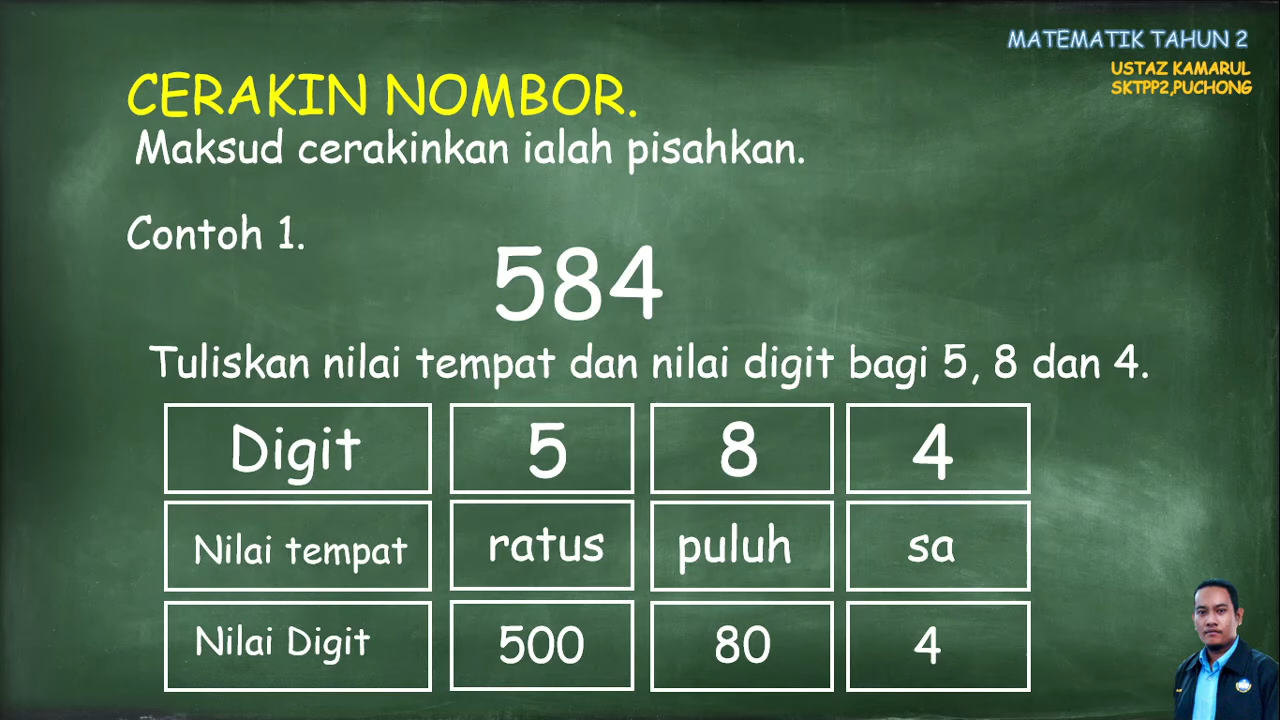 MATEMATIK TAHUN 2
USTAZ KAMARUL
SKTPP2,PUCHONG
CERAKIN NOMBOR.
Maksud cerakinkan ialah pisahkan.
Contoh 1.
584
Tuliskan nilai tempat dan nilai digit bagi 5, 8 dan 4.
Digit 5 8 4
Nilai tempat ratus puluh sa
Nilai Digit 500 80 4